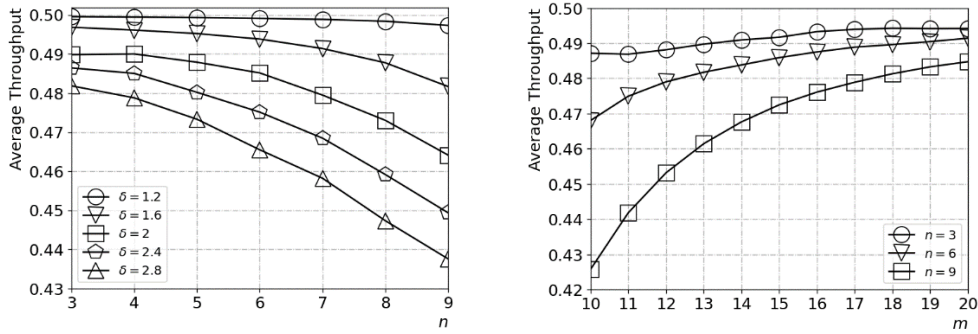 Average Throughput
0.50
0.49
0.48
0.47
0.46
0.45
0.44
0.43
3 4 5 6 7 8 9
n
δ = 1.2
δ = 1.6
δ = 2
δ = 2.4
δ = 2.8
Average Throughput
0.50
0.49
0.48
0.47
0.46
0.45
0.44
0.43
0.42
10 11 12 13 14 15 16 17 18 19 20
m
n = 3
n = 6
n = 9